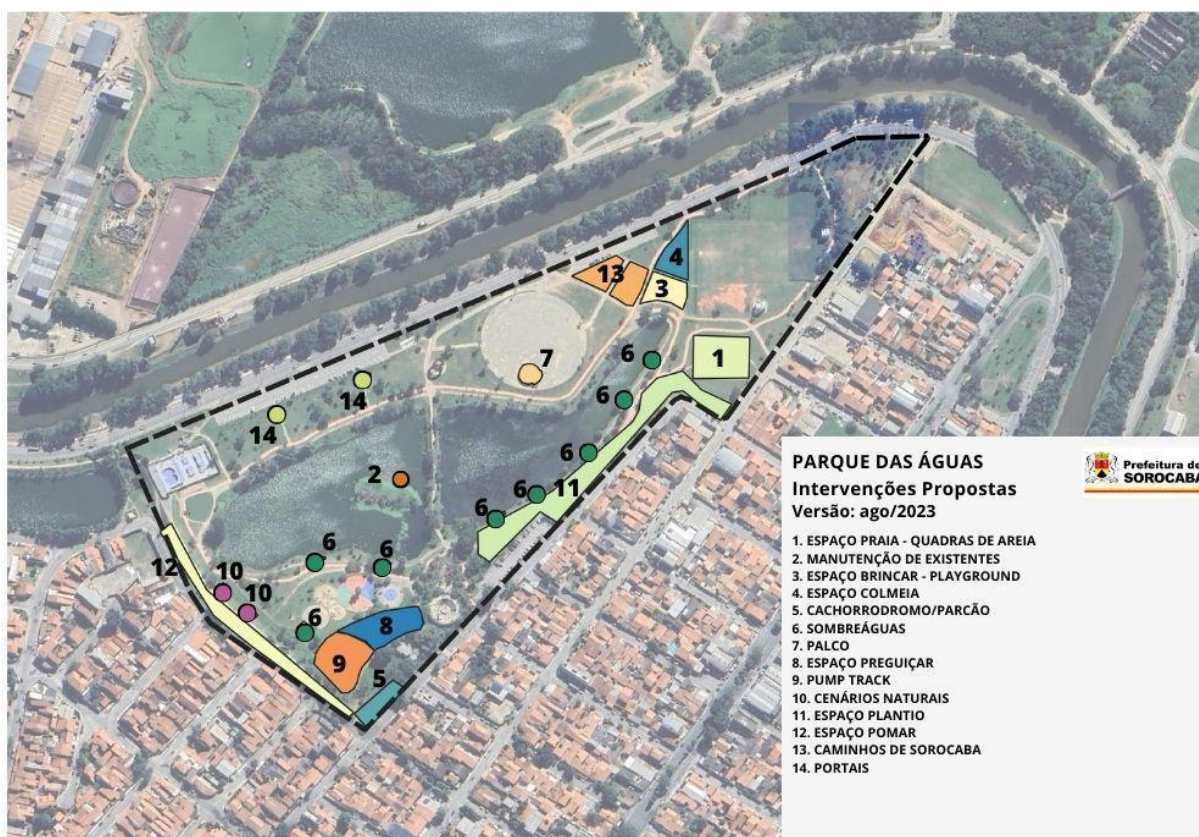 4
13
3
7
6
1
14
6
14
6
2
11
6
6
6
6
12
10
10
6
8
9
5
PARQUE DAS ÁGUAS
Intervenções Propostas
Versão: ago/2023
Prefeitura de
SOROCABA
1. ESPAÇO PRAIA - QUADRAS DE AREIA
2. MANUTENÇÃO DE EXISTENTES
3. ESPAÇO BRINCAR - PLAYGROUND
4. ESPAÇO COLMEIA
5. CACHORRODROMO/PARCÃO
6. SOMBREÁGUAS
7. PALCO
8. ESPAÇO PREGUIÇAR
9. PUMP TRACK
10. CENÁRIOS NATURAIS
11. ESPAÇO PLANTIO
12. ESPAÇO POMAR
13. CAMINHOS DE SOROCABA
14. PORTAIS